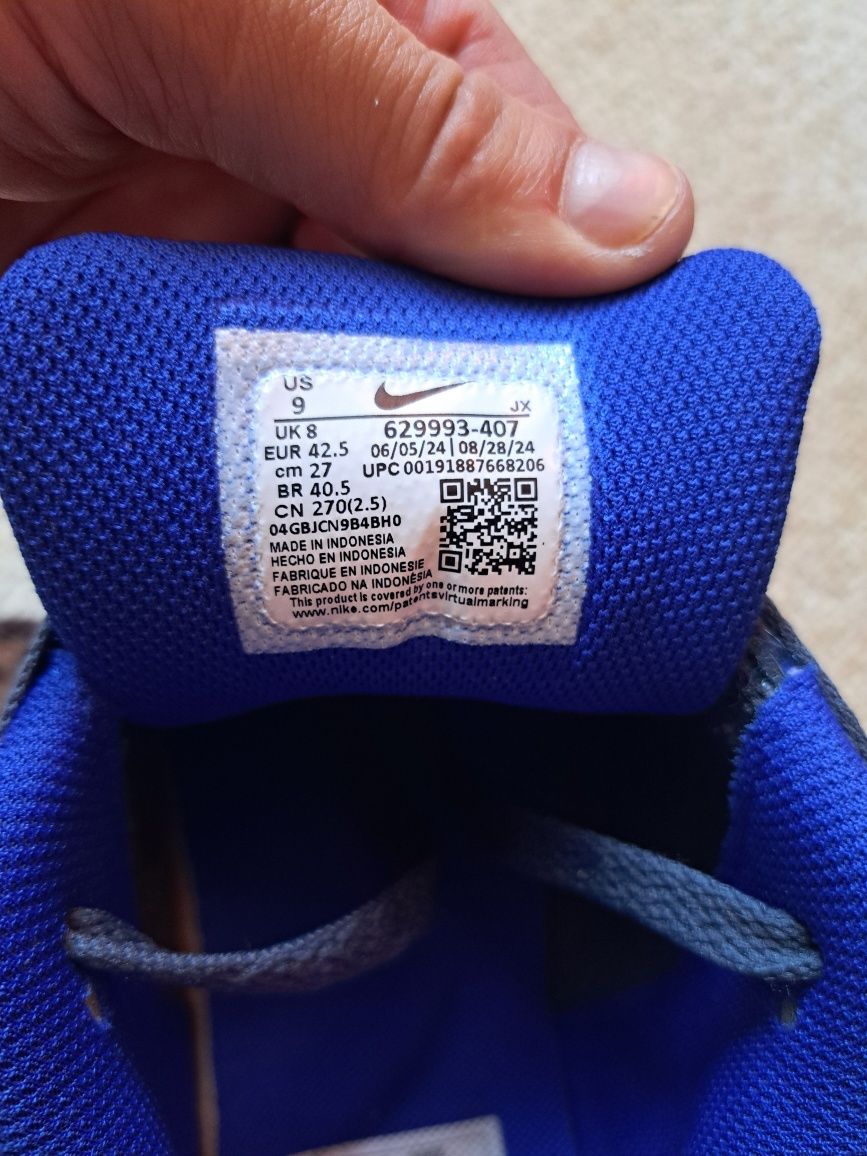 US
9
JX
UK 8
629993-407
EUR 42.5
06/05/24 | 08/28/24
cm 27
UPC 00191887668206
BR 40.5
CN 270(2.5)
04GBJCN9B4BH0
MADE IN INDONESIA
HECHO EN INDONESIA
FABRIQUE EN INDONESIE
FABRICADO NA INDONÉSIA
This product is covered by one or more patents:
www.nike.com/patentsvirtualmarking